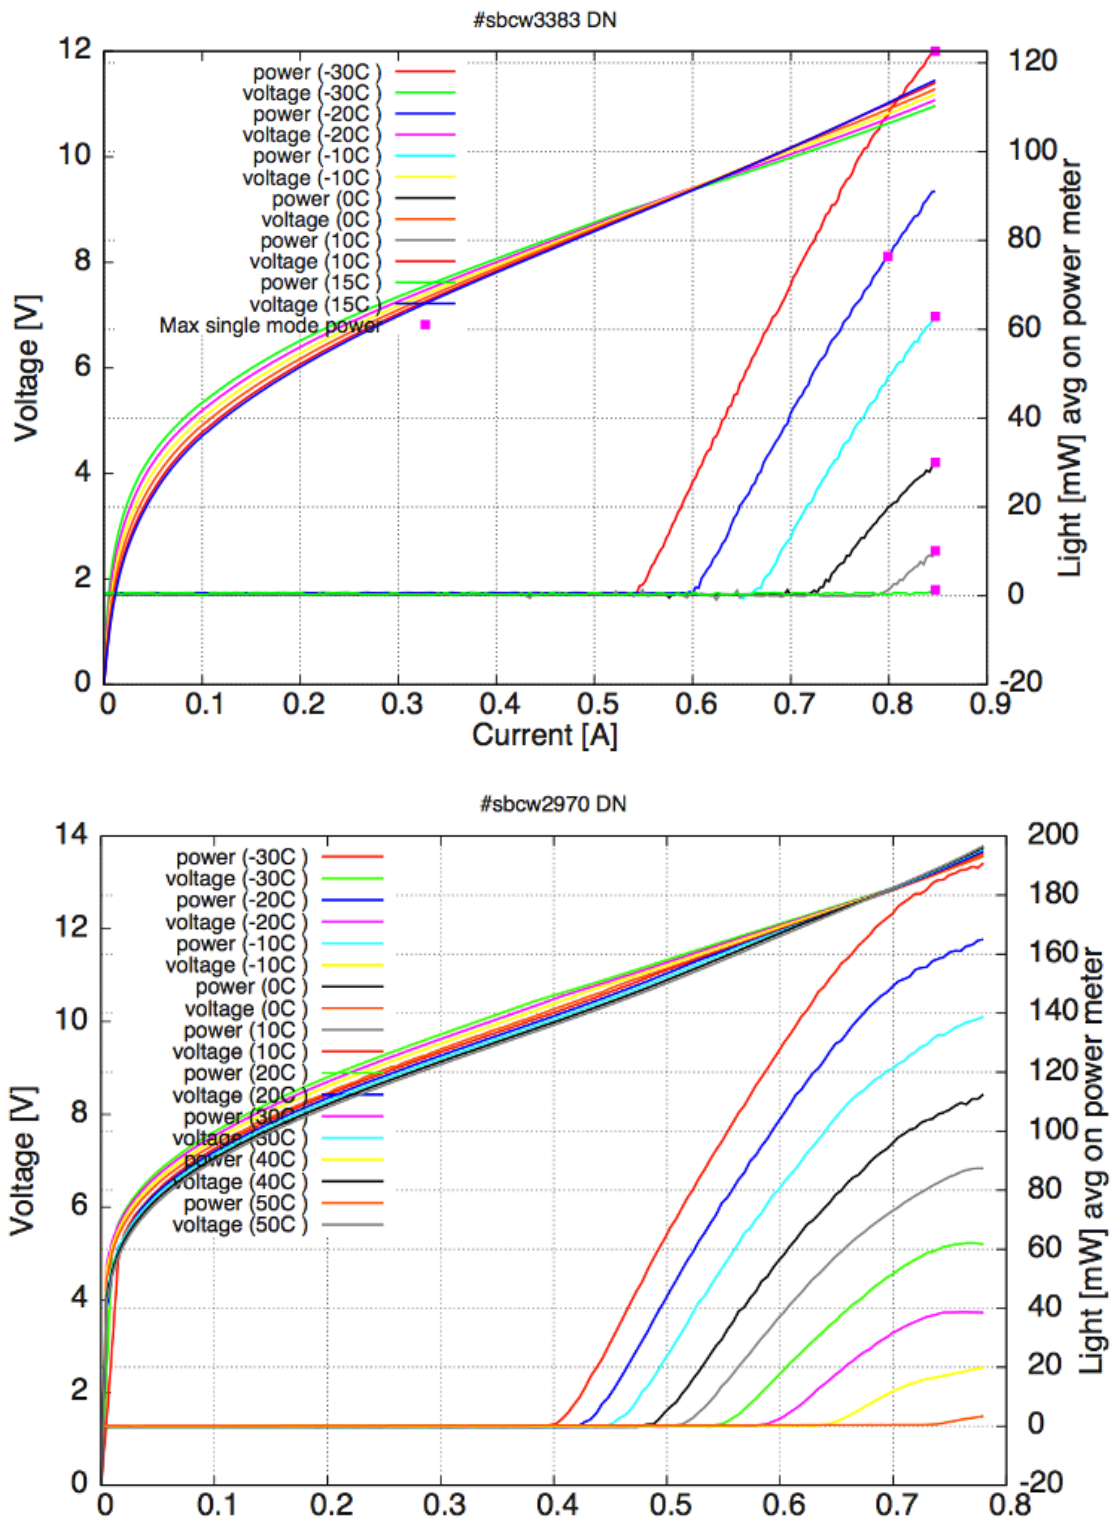 #sbcw3383 DN
12
10
8
6
4
2
0
Voltage [V]
power (-30C )
voltage (-30C )
power (-20C )
voltage (-20C )
power (-10C )
voltage (-10C )
power (0C )
voltage (0C )
power (10C )
voltage (10C )
power (15C )
voltage (15C )
Max single mode power
120
100
80
60
40
20
0
-20
Light [mW] avg on power meter
0 0.1 0.2 0.3 0.4 0.5 0.6 0.7 0.8 0.9
Current [A]
#sbcw2970 DN
14
12
10
8
6
4
2
0
Voltage [V]
power (-30C )
voltage (-30C )
power (-20C )
voltage (-20C )
power (-10C )
voltage (-10C )
power (0C )
voltage (0C )
power (10C )
voltage (10C )
power (20C )
voltage (20C )
power (30C )
voltage (30C )
power (40C )
voltage (40C )
power (50C )
voltage (50C )
200
180
160
140
120
100
80
60
40
20
0
-20
Light [mW] avg on power meter
0 0.1 0.2 0.3 0.4 0.5 0.6 0.7 0.8